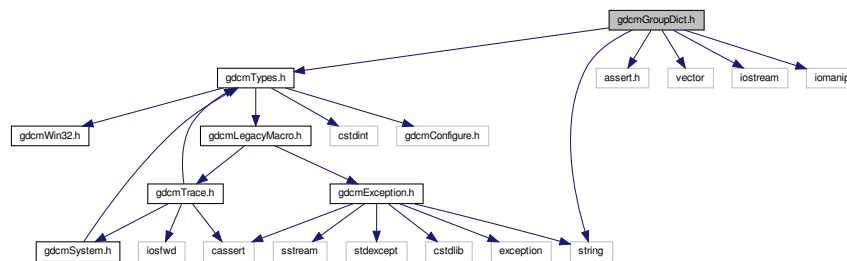 gdcmGroupDict.h
gdcmTypes.h
assert.h
vector
iostream
iomanip
gdcmWin32.h
gdcmLegacyMacro.h
cstdint
gdcmConfigure.h
gdcmTrace.h
gdcmException.h
gdcmSystem.h
iosfwd
cassert
sstream
stdexcept
cstdlib
exception
string